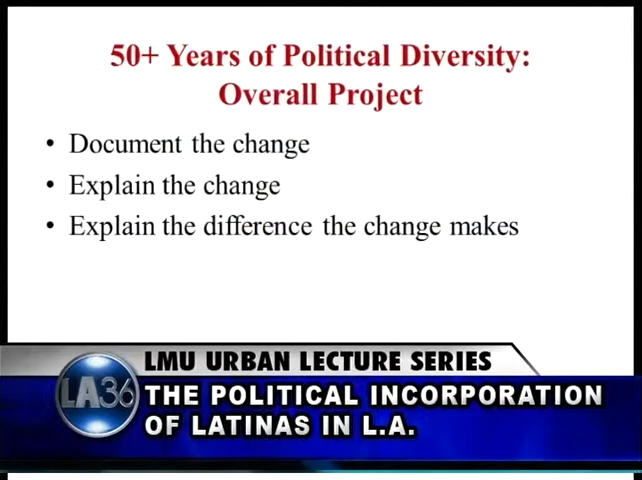 50+ Years of Political Diversity:
Overall Project
• Document the change
• Explain the change
• Explain the difference the change makes
LMU URBAN LECTURE SERIES
LA36
THE POLITICAL INCORPORATION
OF LATINAS IN L.A.